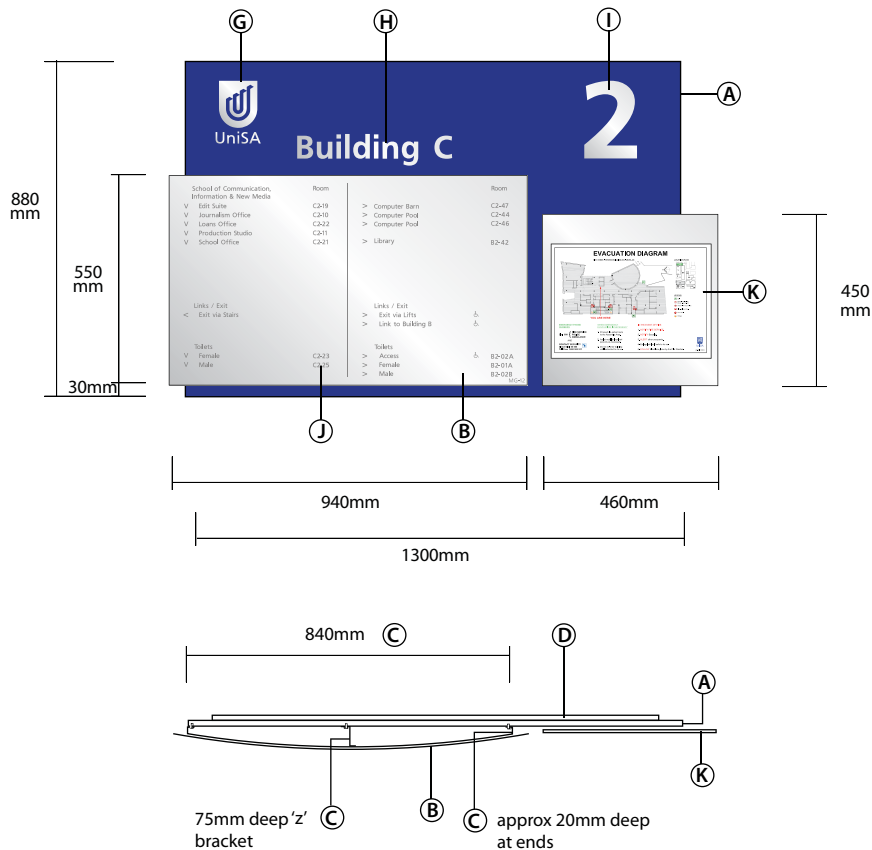 G
H
I
A
UniSA
Building C
2
880
mm
550
mm
30mm
450
mm
School of Communication,
Information & New Media
Room
V Edit Suite C2-19
V Journalism Office C2-10
V Loans Office C2-22
V Production Studio C2-11
V School Office C2-21
Links / Exit
< Exit via Stairs
Toilets
V Female C2-23
V Male C2-25
Room
> Computer Barn C2-47
> Computer Pool C2-44
> Computer Pool C2-46
> Library B2-42
Links / Exit
> Exit via Lifts
> Link to Building B
Toilets
> Access B2-02A
> Female B2-01A
> Male B2-02B
EVACUATION DIAGRAM
K
J
B
940mm
460mm
1300mm
840mm C
D
A
K
75mm deep ‘z’
bracket
C
B
C
approx 20mm deep
at ends